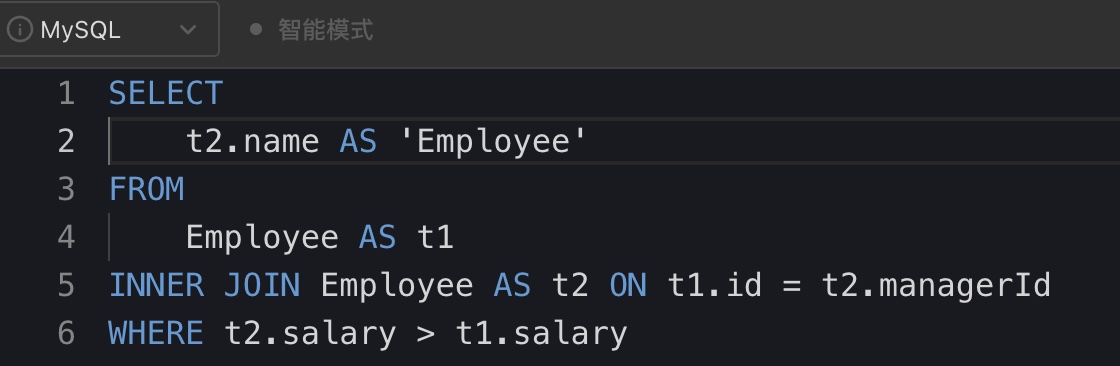 MySQL 智能模式
1 SELECT
2 t2.name AS 'Employee'
3 FROM
4 Employee AS t1
5 INNER JOIN Employee AS t2 ON t1.id = t2.managerId
6 WHERE t2.salary > t1.salary